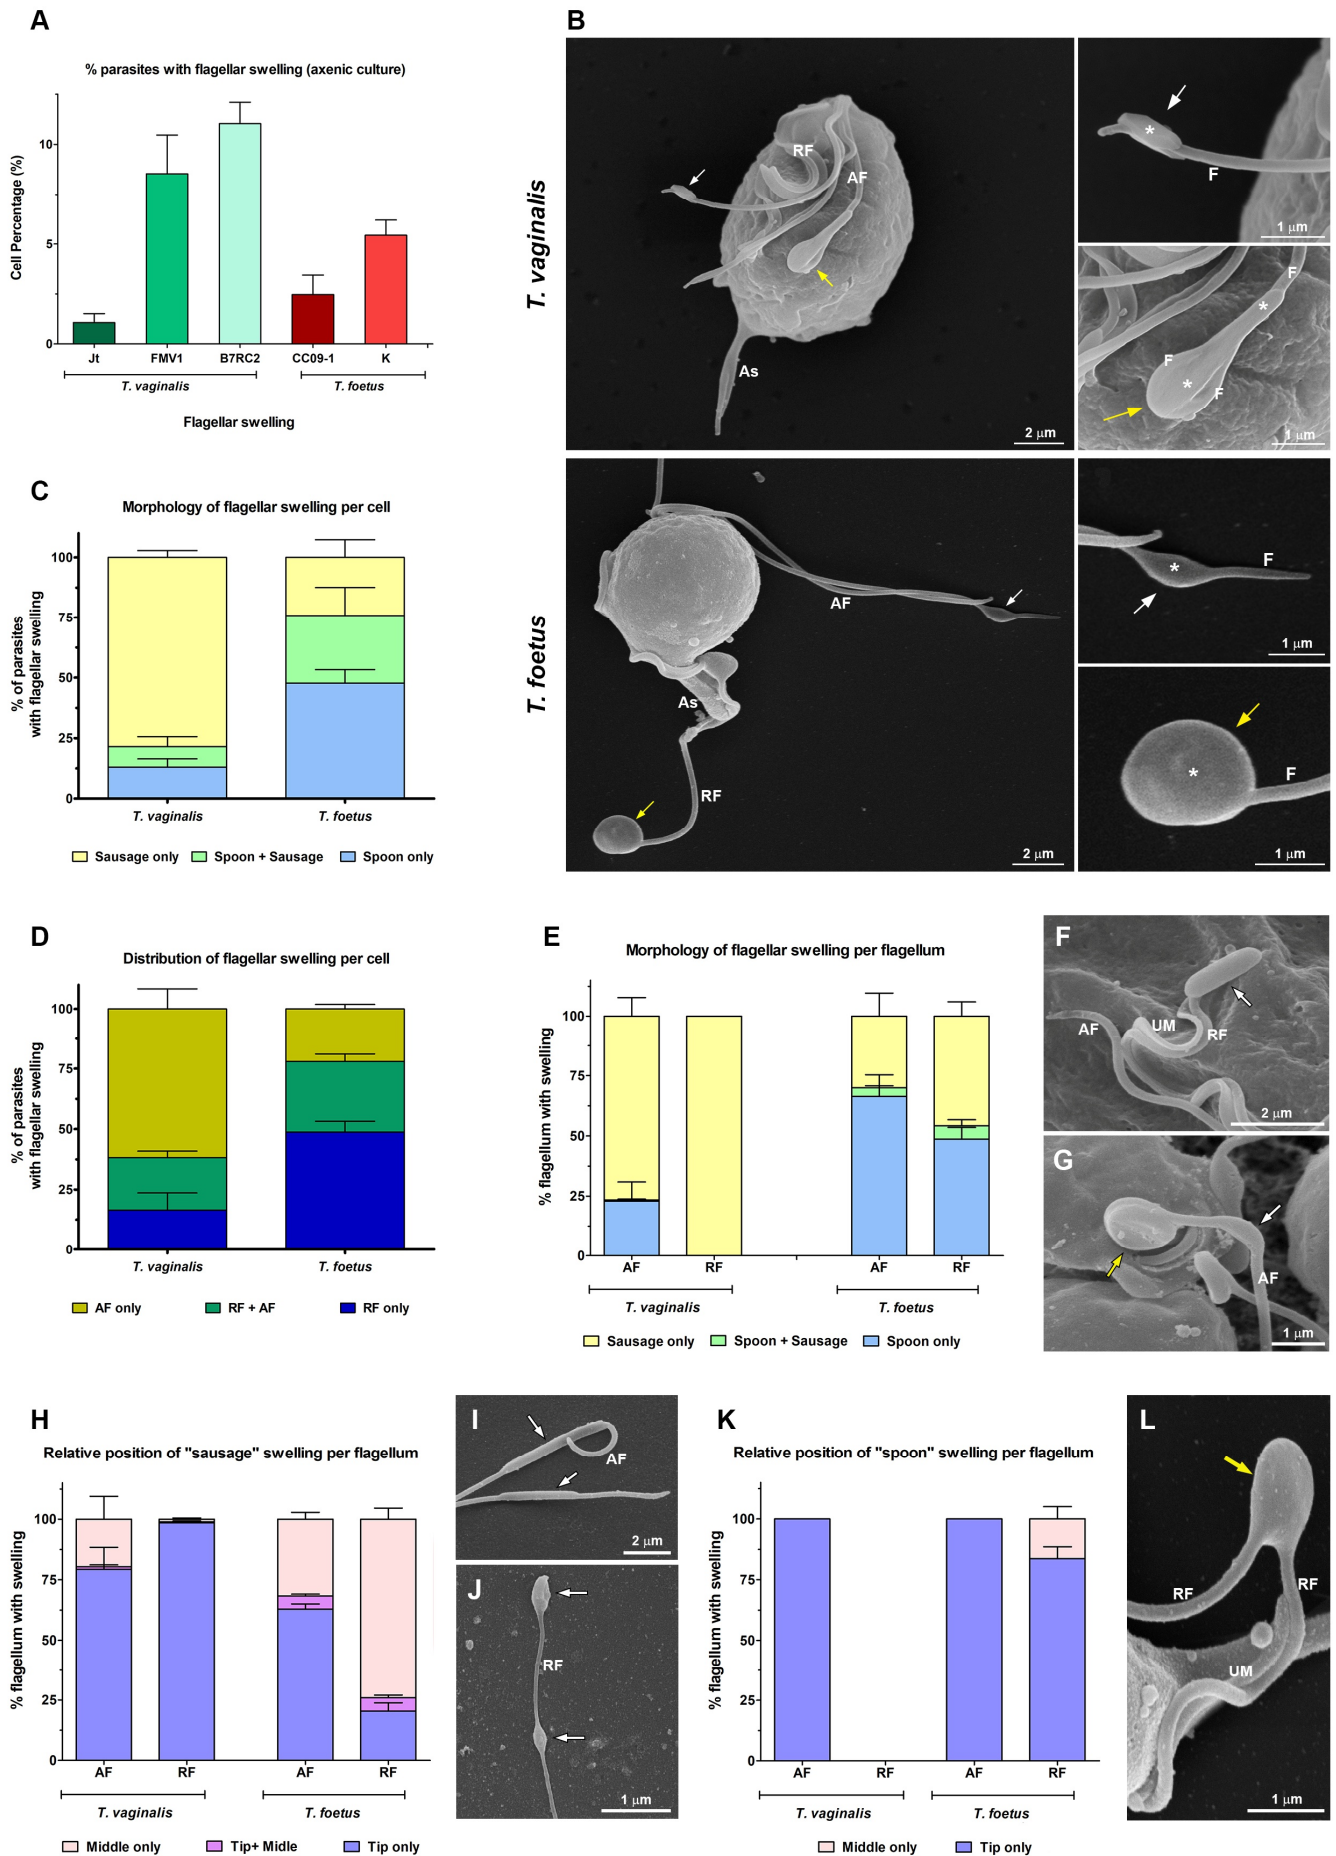 A
% parasites with flagellar swelling (axenic culture)
Cell Percentage (%)
10
5
0
Jt
FMV1
B7RC2
CC09-1
K
T. vaginalis
T. foetus
Flagellar swelling
B
T. vaginalis
RF
AF
As
2 µm
F
*
1 µm
F
*
F
*
F
1 µm
T. foetus
AF
As
RF
2 µm
*
F
1 µm
*
F
1 µm
C
Morphology of flagellar swelling per cell
% of parasites
with flagellar swelling
100
75
50
25
0
T. vaginalis
T. foetus
Sausage only
Spoon + Sausage
Spoon only
D
Distribution of flagellar swelling per cell
% of parasites
with flagellar swelling
100
75
50
25
0
T. vaginalis
T. foetus
AF only
RF + AF
RF only
E
Morphology of flagellar swelling per flagellum
% flagellum with swelling
100
75
50
25
0
AF
RF
AF
RF
T. vaginalis
T. foetus
Sausage only
Spoon + Sausage
Spoon only
F
AF
UM
RF
2 µm
G
AF
1 µm
H
Relative position of "sausage" swelling per flagellum
% flagellum with swelling
100
75
50
25
0
AF
RF
AF
RF
T. vaginalis
T. foetus
Middle only
Tip+ Midle
Tip only
I
AF
2 µm
J
RF
1 µm
K
Relative position of "spoon" swelling per flagellum
% flagellum with swelling
100
75
50
25
0
AF
RF
AF
RF
T. vaginalis
T. foetus
Middle only
Tip only
L
RF
RF
UM
1 µm